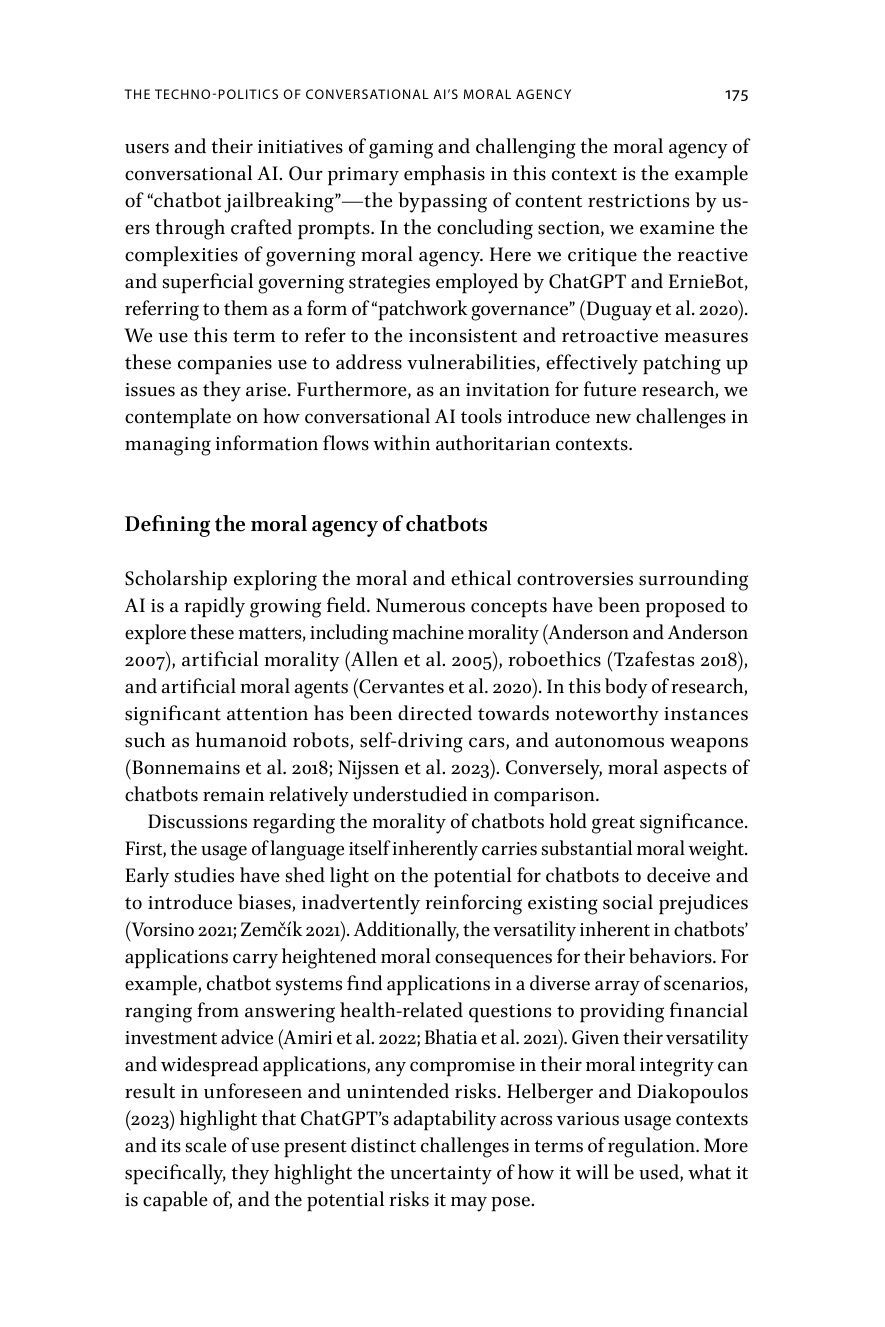 THE TECHNO-POLITICS OF CONVERSATIONAL AI'S MORAL AGENCY 175
users and their initiatives of gaming and challenging the moral agency of
conversational AI. Our primary emphasis in this context is the example
of “chatbot jailbreaking”—the bypassing of content restrictions by us-
ers through crafted prompts. In the concluding section, we examine the
complexities of governing moral agency. Here we critique the reactive
and superficial governing strategies employed by ChatGPT and ErnieBot,
referring to them as a form of “patchwork governance” (Duguay et al. 2020).
We use this term to refer to the inconsistent and retroactive measures
these companies use to address vulnerabilities, effectively patching up
issues as they arise. Furthermore, as an invitation for future research, we
contemplate on how conversational AI tools introduce new challenges in
managing information flows within authoritarian contexts.
Defining the moral agency of chatbots
Scholarship exploring the moral and ethical controversies surrounding
AI is a rapidly growing field. Numerous concepts have been proposed to
explore these matters, including machine morality (Anderson and Anderson
2007), artificial morality (Allen et al. 2005), roboethics (Tzafestas 2018),
and artificial moral agents (Cervantes et al. 2020). In this body of research,
significant attention has been directed towards noteworthy instances
such as humanoid robots, self-driving cars, and autonomous weapons
(Bonnemains et al. 2018; Nijssen et al. 2023). Conversely, moral aspects of
chatbots remain relatively understudied in comparison.
Discussions regarding the morality of chatbots hold great significance.
First, the usage of language itself inherently carries substantial moral weight.
Early studies have shed light on the potential for chatbots to deceive and
to introduce biases, inadvertently reinforcing existing social prejudices
(Vorsino 2021; Zemčík 2021). Additionally, the versatility inherent in chatbots’
applications carry heightened moral consequences for their behaviors. For
example, chatbot systems find applications in a diverse array of scenarios,
ranging from answering health-related questions to providing financial
investment advice (Amiri et al. 2022; Bhatia et al. 2021). Given their versatility
and widespread applications, any compromise in their moral integrity can
result in unforeseen and unintended risks. Helberger and Diakopoulos
(2023) highlight that ChatGPT’s adaptability across various usage contexts
and its scale of use present distinct challenges in terms of regulation. More
specifically, they highlight the uncertainty of how it will be used, what it
is capable of, and the potential risks it may pose.